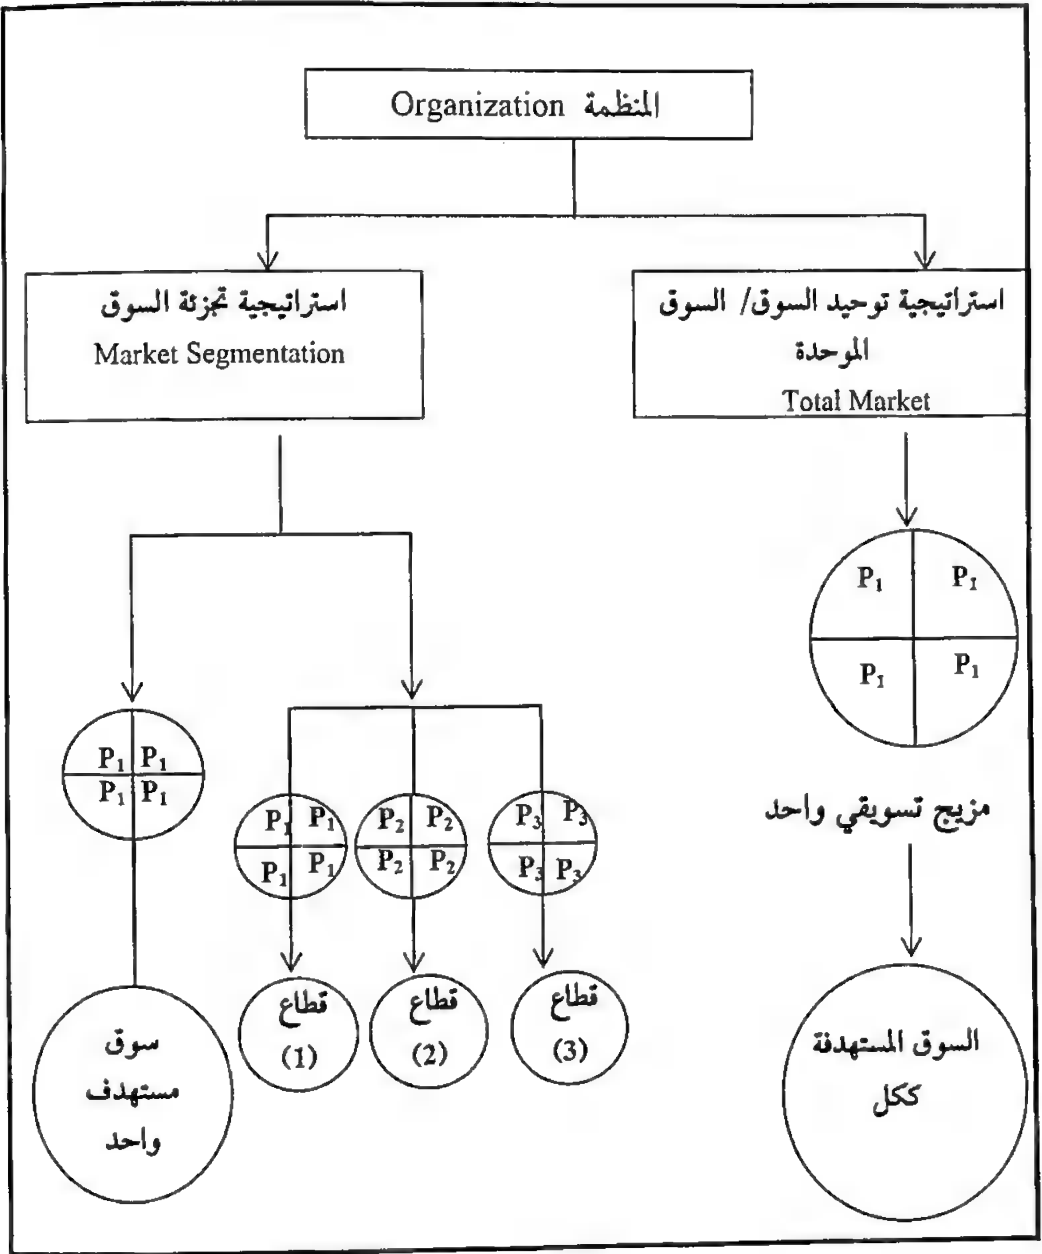 المنظمة Organization
استراتيجية توحيد السوق/ السوق
الموحدة
Total Market
استراتيجية تجزئة السوق
Market Segmentation
P₁ P₁
P₁ P₁
مزيج تسويقي واحد
السوق المستهدفة
ككل
P₁ P₁
P₁ P₁
P₁ P₁
P₁ P₁
P₂ P₂
P₂ P₂
P₃ P₃
P₃ P₃
قطاع
(1)
قطاع
(2)
قطاع
(3)
سوق
مستهدف
واحد